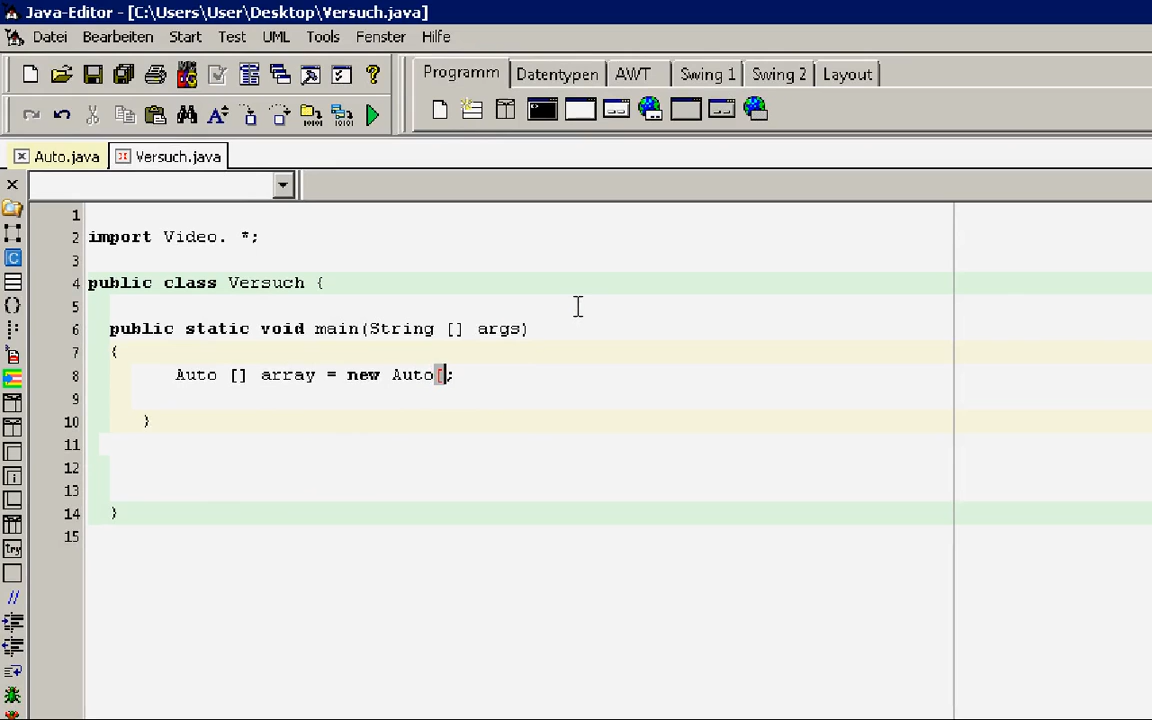 Java-Editor - [C:\Users\User\Desktop\Versuch.java]
Datei Bearbeiten Start Test UML Tools Fenster Hilfe
Programm Datentypen AWT Swing 1 Swing 2 Layout
Auto.java Versuch.java
1
2 import Video. *;
3
4 public class Versuch {
5
6 public static void main(String [] args)
7 {
8 Auto [] array = new Auto[;
9
10 }
11
12
13
14 }
15
try
//